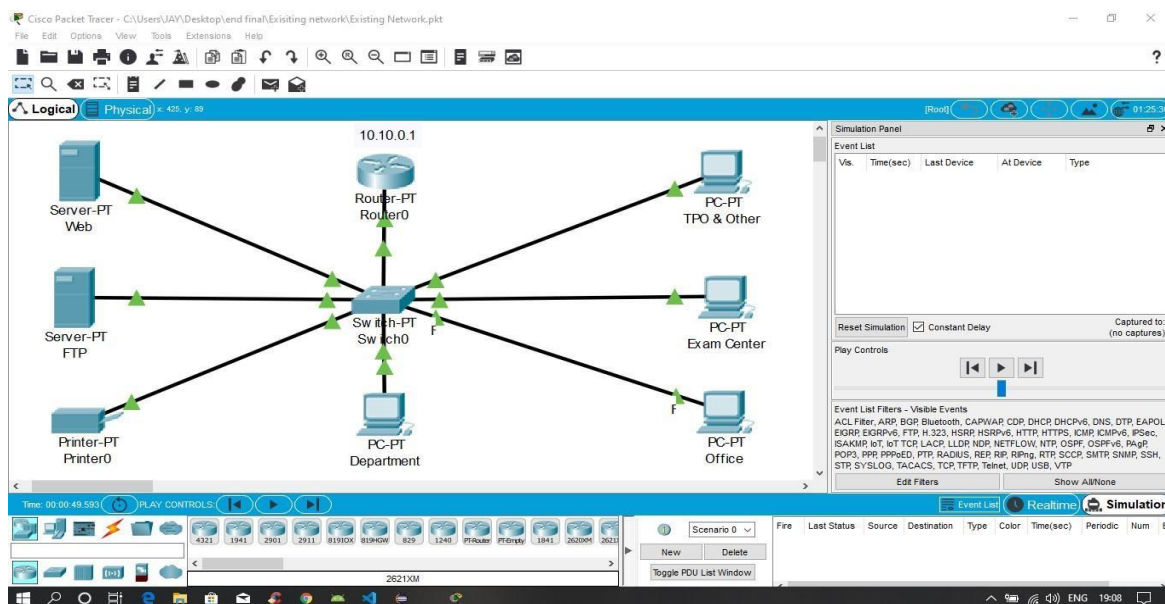 Cisco Packet Tracer - C:\Users\JAY\Desktop\end final\Exisiting network\Existing Network.pkt
File Edit Options View Tools Extensions Help
?
Logical Physical x: 425, y: 89 [Root] 01:25:3
10.10.0.1
Router-PT
Router0
Server-PT
Web
PC-PT
TPO & Other
Server-PT
FTP
Switch-PT
Switch0
F
PC-PT
Exam Center
Printer-PT
Printer0
PC-PT
Department
F
PC-PT
Office
Simulation Panel
Event List
Vis. Time(sec) Last Device At Device Type
Reset Simulation Constant Delay Captured to:
(no captures)
Play Controls
Event List Filters - Visible Events
ACL Filter, ARP, BGP, Bluetooth, CAPWAP, CDP, DHCP, DHCPv6, DNS, DTP, EAPOL
EIGRP, EIGRPv6, FTP, H.323, HSRP, HSRPv6, HTTP, HTTPS, ICMP, ICMPv6, IPSec,
ISAKMP, IoT, IoT TCP, LACP, LLDP, NDP, NETFLOW, NTP, OSPF, OSPFv6, PAgP,
POP3, PPP, PPPoED, PTP, RADIUS, REP, RIP, RIPng, RTP, SCCP, SMTP, SNMP, SSH,
STP, SYSLOG, TACACS, TCP, TFTP, Telnet, UDP, USB, VTP
Edit Filters Show All/None
Time: 00:00:49.593 PLAY CONTROLS: Event List Realtime Simulation
4321 1941 2901 2911 819IOX 819HGW 829 1240 PT-Router PT-Empty 1841 2620XM 2621
2621XM
Scenario 0
New Delete
Toggle PDU List Window
Fire Last Status Source Destination Type Color Time(sec) Periodic Num E
ENG 19:08